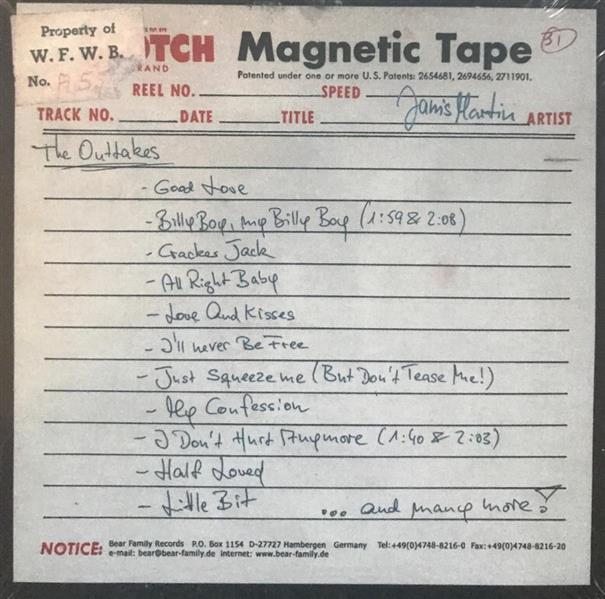 Property of
W. F. W. B.
No.
OTCH Magnetic Tape
RAND
B1
Patented under one or more U.S. Patents: 2654681, 2694656, 2711901.
REEL NO. SPEED
TRACK NO. DATE TITLE Janis Martin ARTIST
The Outtakes
- Good Love
- Billy Boy, my Billy Boy (1:59 & 2:08)
- Cracker Jack
- All Right Baby
- Love And Kisses
- I'll never Be Free
- Just Squeeze me (But Don't Tease Me!)
- My Confession
- I Don't Hurt Anymore (1:40 & 2:03)
- Half Loved
- Little Bit ... and many more!
NOTICE: Bear Family Records P.O. Box 1154 D-27727 Hambergen Germany Tel:+49(0)4748-8216-0 Fax:+49(0)4748-8216-20
e-mail: bear@bear-family.de internet: www.bear-family.de